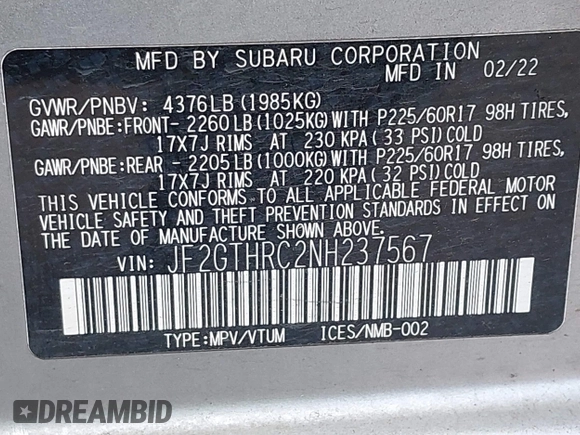 MFD BY SUBARU CORPORATION
MFD IN 02/22
GVWR/PNBV: 4376LB(1985KG)
GAWR/PNBE:FRONT- 2260LB(1025KG)WITH P225/60R17 98H TIRES,
17X7J RIMS AT 230 KPA(33 PSI)COLD
GAWR/PNBE:REAR - 2205LB(1000KG)WITH P225/60R17 98H TIRES,
17X7J RIMS AT 220 KPA(32 PSI)COLD
THIS VEHICLE CONFORMS TO ALL APPLICABLE FEDERAL MOTOR
VEHICLE SAFETY AND THEFT PREVENTION STANDARDS IN EFFECT ON
THE DATE OF MANUFACTURE SHOWN ABOVE.
VIN: JF2GTHRC2NH237567
TYPE:MPV/VTUM ICES/NMB-002
DREAMBID